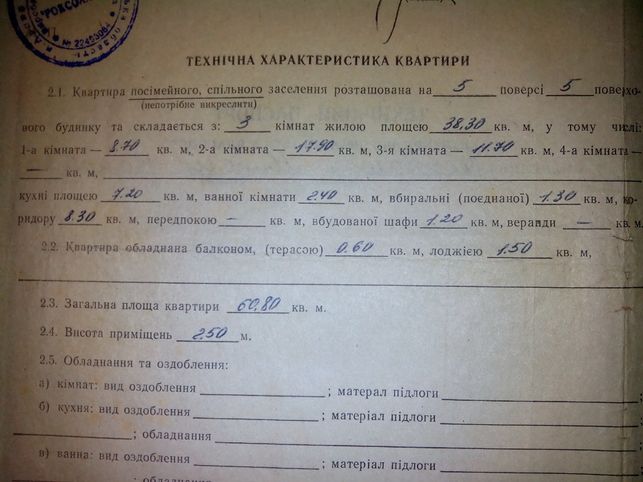 "РОКСОЛ
№ 22459084
ТЕХНІЧНА ХАРАКТЕРИСТИКА КВАРТИРИ
2.1. Квартира посімейного, спільного заселення розташована на 5 поверсі 5 поверхо-
(непотрібне викреслити)
вого будинку та складається з: 3 кімнат жилою площею 38,30 кв. м, у тому числі:
1-а кімната — 8.70 кв. м, 2-а кімната — 17.90 кв. м, 3-я кімната — 11.70 кв. м, 4-а кімната —
— кв. м,
кухні площею 7.20 кв. м, ванної кімнати 2.40 кв. м, вбиральні (поєднаної) 1.30 кв. м, ко-
ридору 8.30 кв. м, передпокою — кв. м, вбудованої шафи 1.20 кв. м, веранди — кв. м.
2.2. Квартира обладнана балконом, (терасою) 0.60 кв. м, лоджією 1.50 кв. м,
2.3. Загальна площа квартири 60,80 кв. м.
2.4. Висота приміщень 2.50 м.
2.5. Обладнання та оздоблення:
а) кімнат: вид оздоблення ; матерал підлоги ;
б) кухня: вид оздоблення ; матеріал підлоги
; обладнання
в) ванна: вид оздоблення ; матеріал підлоги
; обладнання